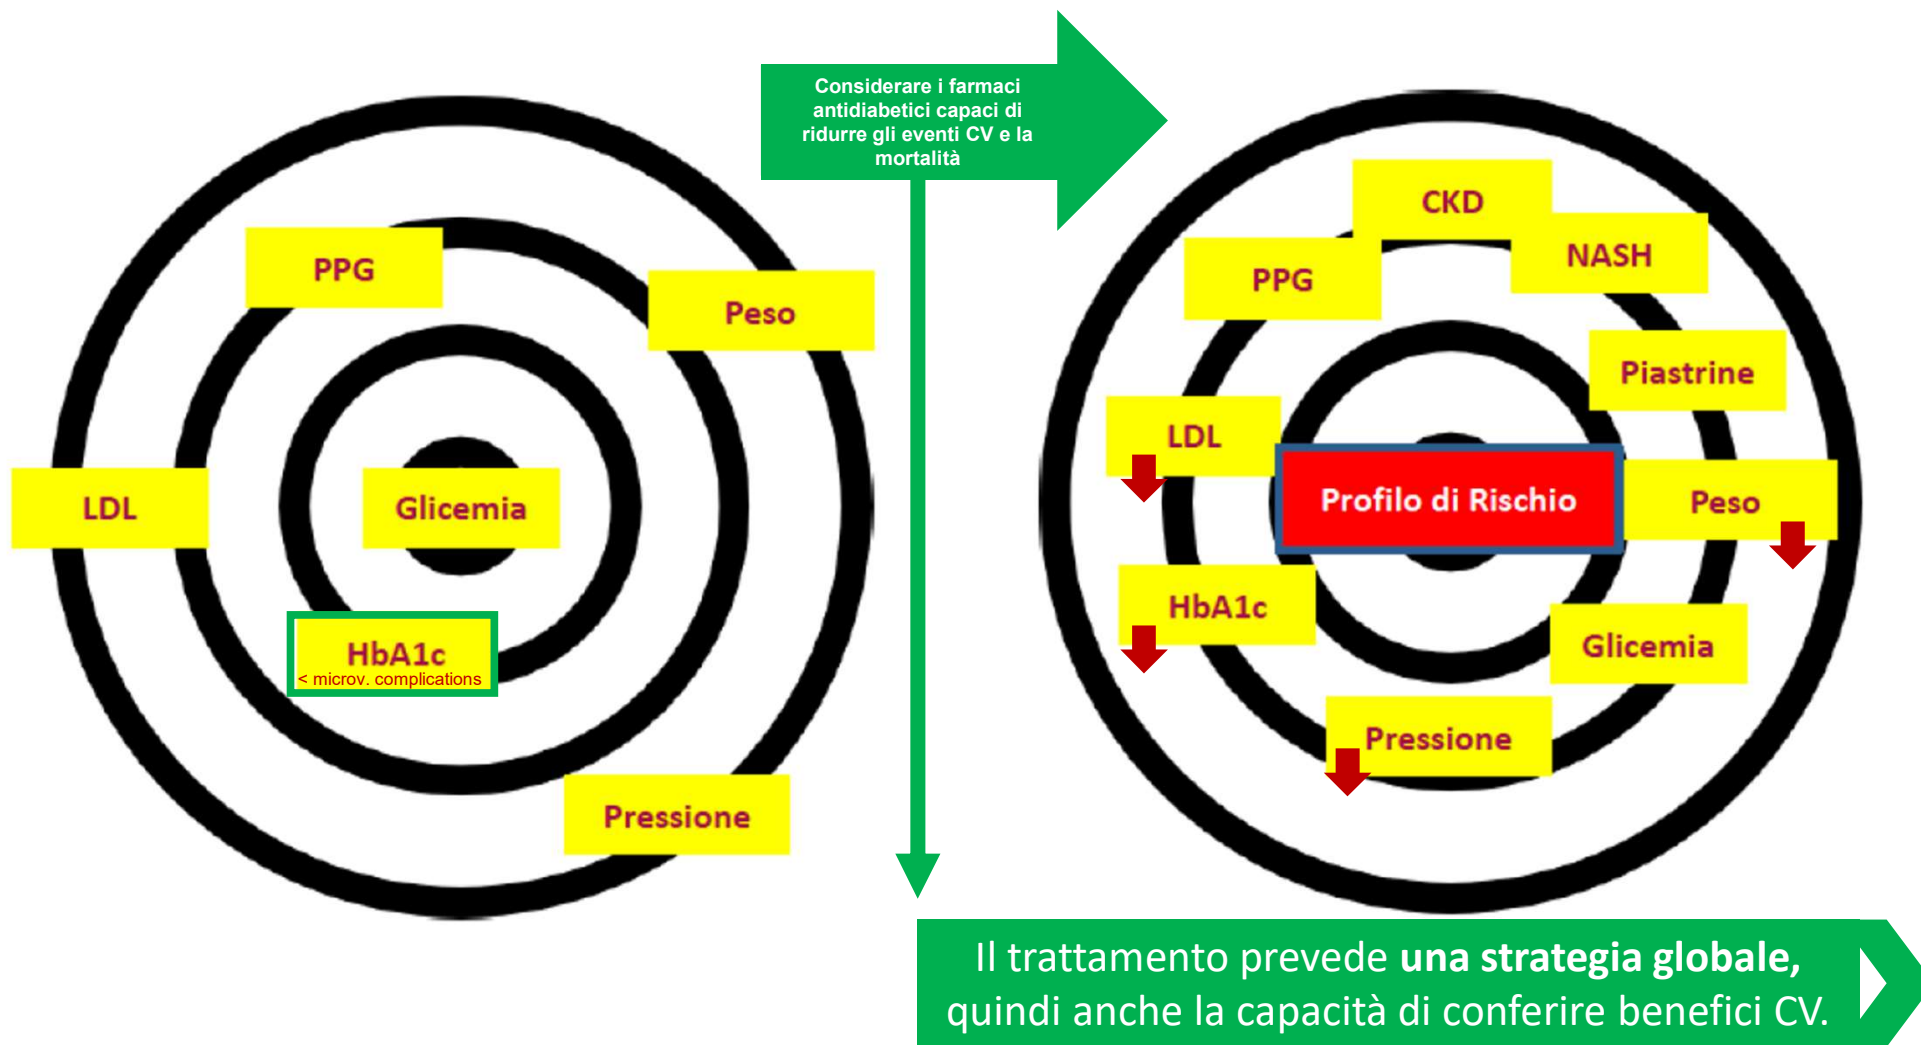 Considerare i farmaci
antidiabetici capaci di
ridurre gli eventi CV e la
mortalità
PPG
Peso
LDL
Glicemia
HbA1c
< microv. complications
Pressione
CKD
NASH
PPG
Piastrine
LDL
Profilo di Rischio
Peso
HbA1c
Glicemia
Pressione
Il trattamento prevede una strategia globale,
quindi anche la capacità di conferire benefici CV.